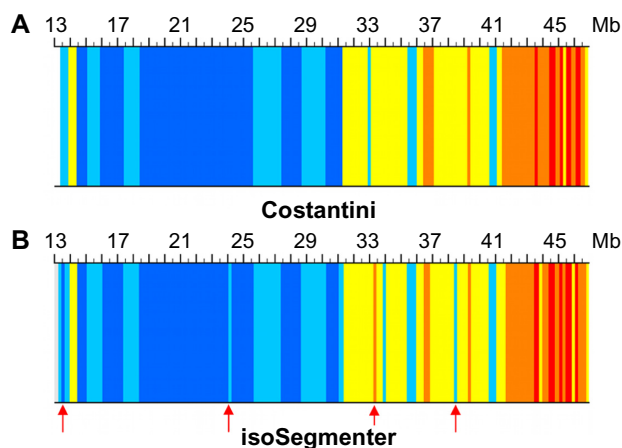 A
13 17 21 25 29 33 37 41 45 Mb
Costantini
B
13 17 21 25 29 33 37 41 45 Mb
isoSegmenter